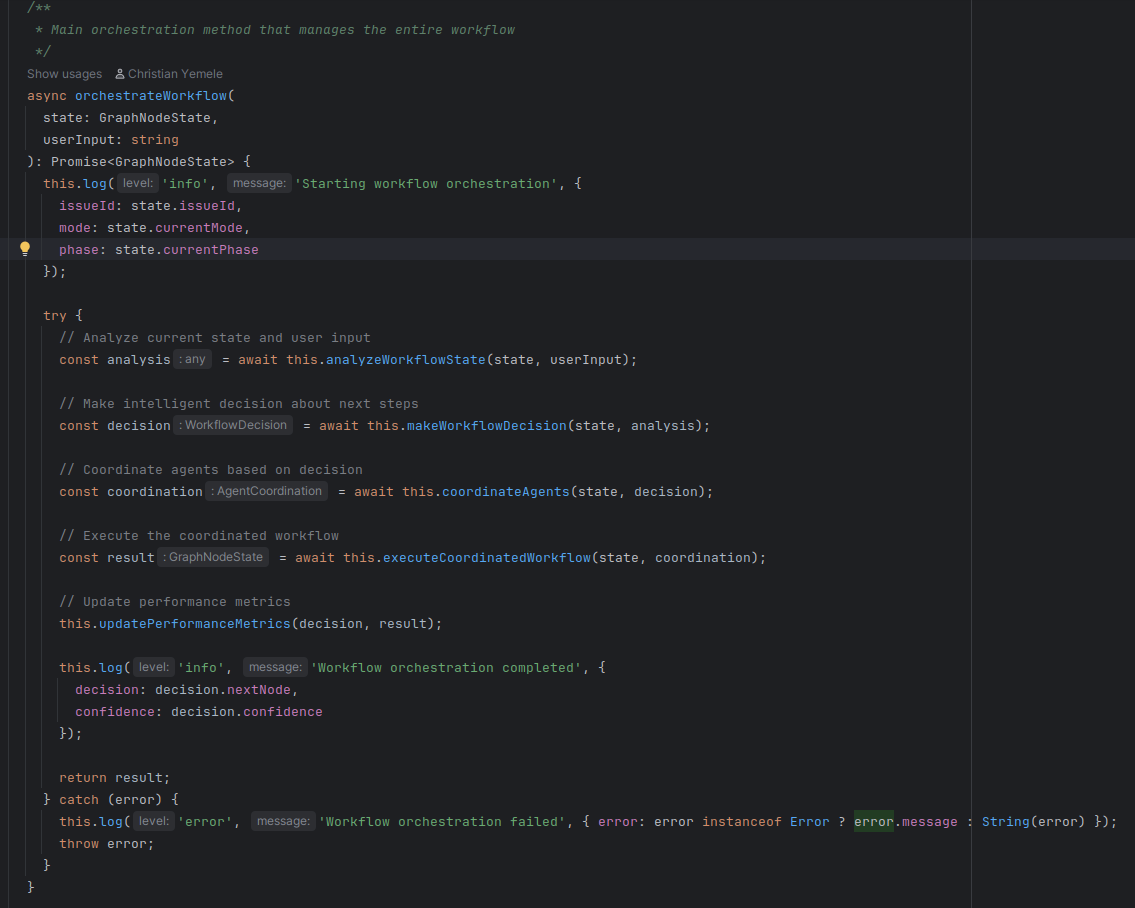 /**
 * Main orchestration method that manages the entire workflow
 */
Show usages Christian Yemele
async orchestrateWorkflow(
  state: GraphNodeState,
  userInput: string
): Promise<GraphNodeState> {
  this.log( level: 'info', message: 'Starting workflow orchestration', {
    issueId: state.issueId,
    mode: state.currentMode,
    phase: state.currentPhase
  });

  try {
    // Analyze current state and user input
    const analysis : any = await this.analyzeWorkflowState(state, userInput);

    // Make intelligent decision about next steps
    const decision : WorkflowDecision = await this.makeWorkflowDecision(state, analysis);

    // Coordinate agents based on decision
    const coordination : AgentCoordination = await this.coordinateAgents(state, decision);

    // Execute the coordinated workflow
    const result : GraphNodeState = await this.executeCoordinatedWorkflow(state, coordination);

    // Update performance metrics
    this.updatePerformanceMetrics(decision, result);

    this.log( level: 'info', message: 'Workflow orchestration completed', {
      decision: decision.nextNode,
      confidence: decision.confidence
    });

    return result;
  } catch (error) {
    this.log( level: 'error', message: 'Workflow orchestration failed', { error: error instanceof Error ? error.message : String(error) });
    throw error;
  }
}